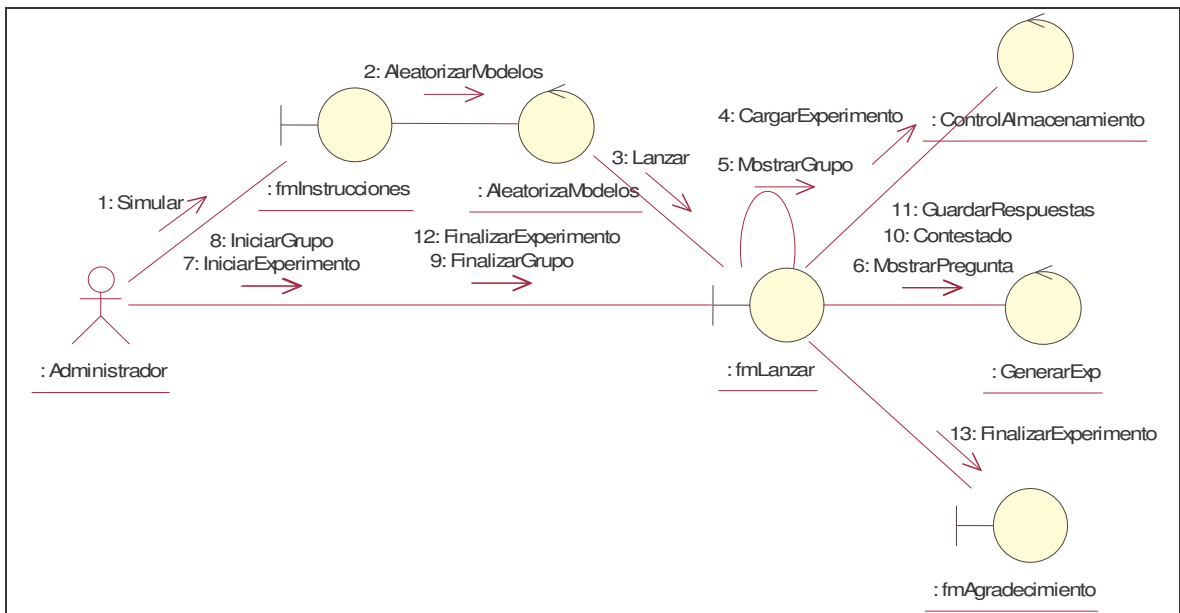 2: AleatorizarModelos
4: CargarExperimento
: ControlAlmacenamiento
3: Lanzar
5: MostrarGrupo
: fmInstrucciones
: AleatorizaModelos
1: Simular
11: GuardarRespuestas
8: IniciarGrupo
12: FinalizarExperimento
10: Contestado
7: IniciarExperimento
9: FinalizarGrupo
6: MostrarPregunta
: Administrador
: fmLanzar
: GenerarExp
13: FinalizarExperimento
: fmAgradecimiento